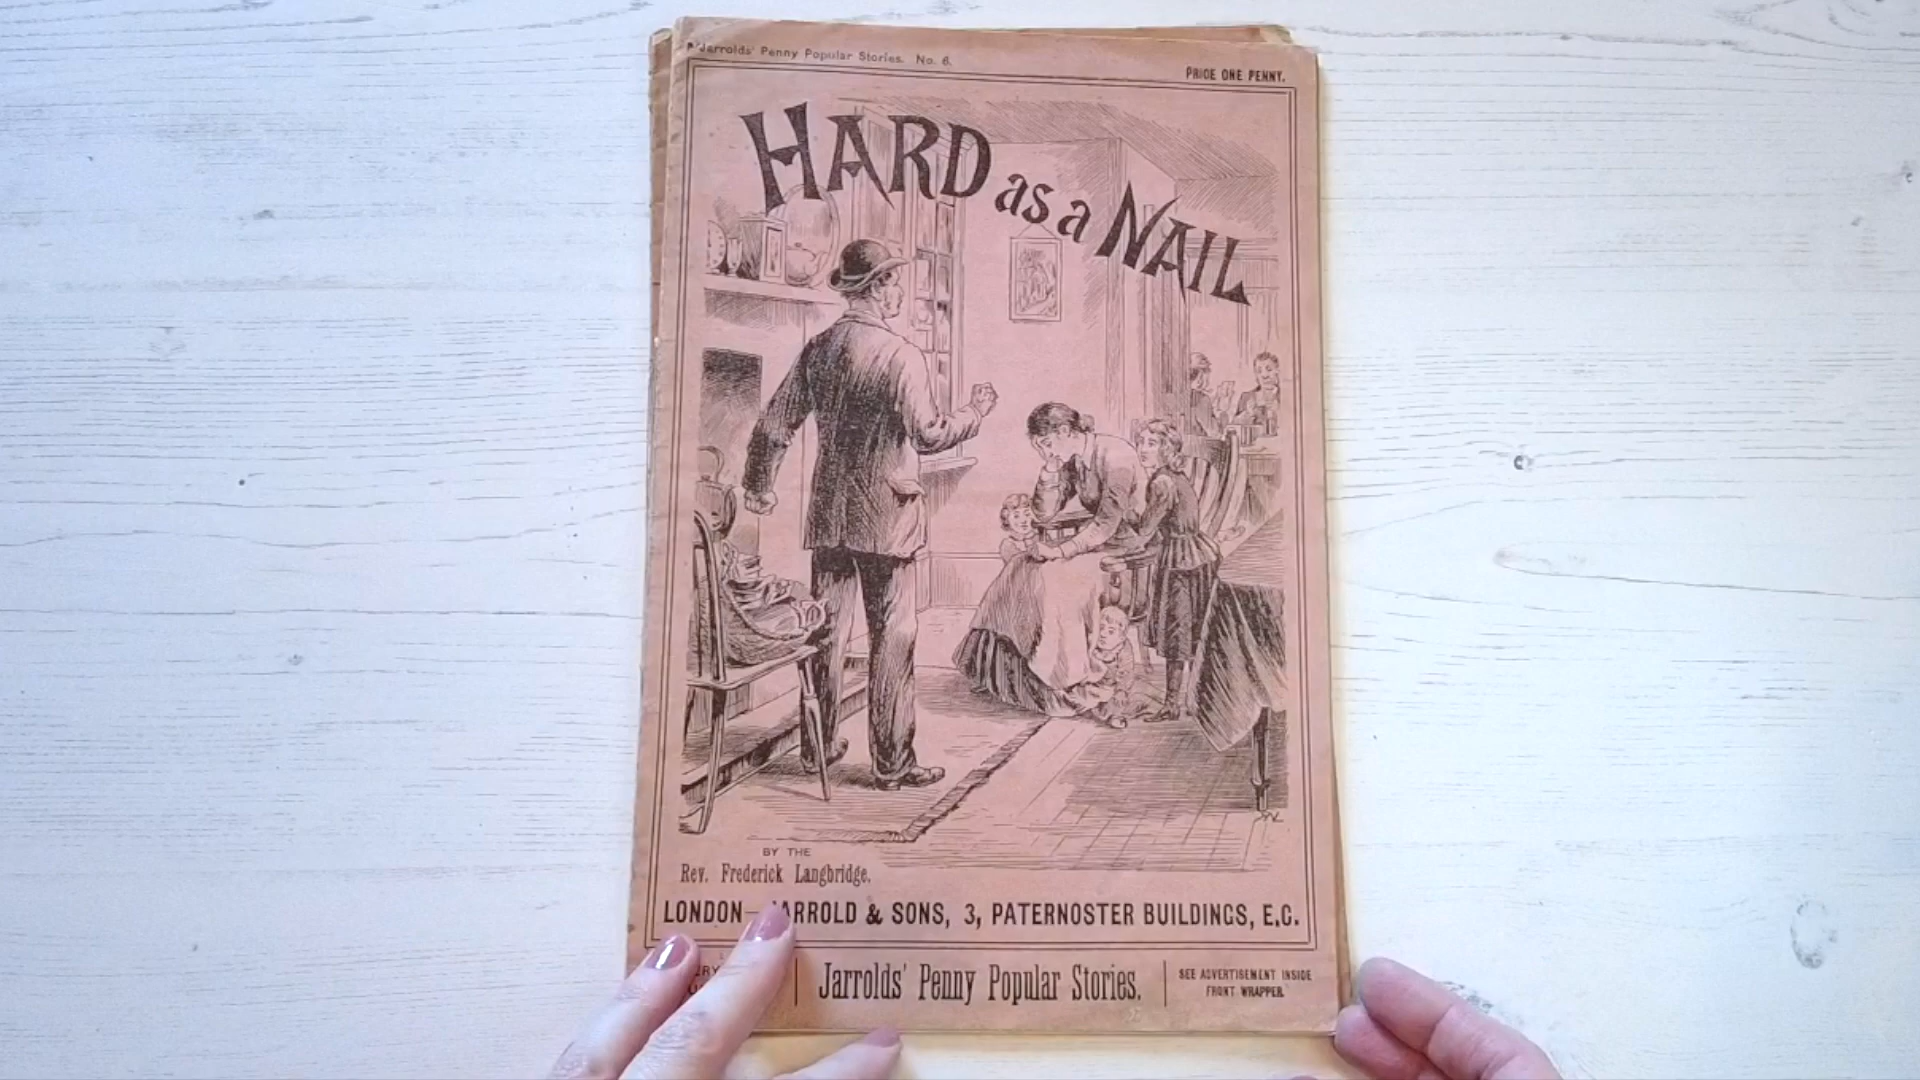 Jarrolds' Penny Popular Stories. No. 6.
PRICE ONE PENNY.
HARD as a NAIL
BY THE
Rev. Frederick Langbridge.
LONDON—JARROLD & SONS, 3, PATERNOSTER BUILDINGS, E.C.
Jarrolds' Penny Popular Stories.
SEE ADVERTISEMENT INSIDE
FRONT WRAPPER.